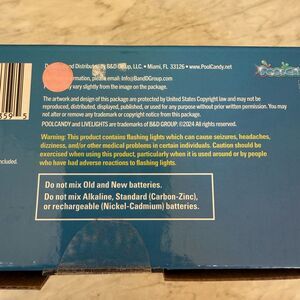 Distributed By B&D Group, LLC. • Miami, FL 33126 • www.PoolCandy.net
information, please email Info@BandDGroup.com
vary slightly from the image on the package.
The artwork and design of this package are protected by United States Copyright law and may not be
reproduced, distributed, displayed, published, or used for any purpose without prior written permission. You may
not alter or remove any trademark or copyright notice from this package.
POOLCANDY and LIVELIGHTS are trademarks of B&D GROUP. ©2024 All rights reserved.
359 5
Warning: This product contains flashing lights which can cause seizures, headaches,
dizziness, and/or other medical problems in certain individuals. Caution should be
exercised when using this product, particularly when it is used around or by people
who have had adverse reactions to flashing lights.
included.
Do not mix Old and New batteries.
Do not mix Alkaline, Standard (Carbon-Zinc),
or rechargeable (Nickel-Cadmium) batteries.